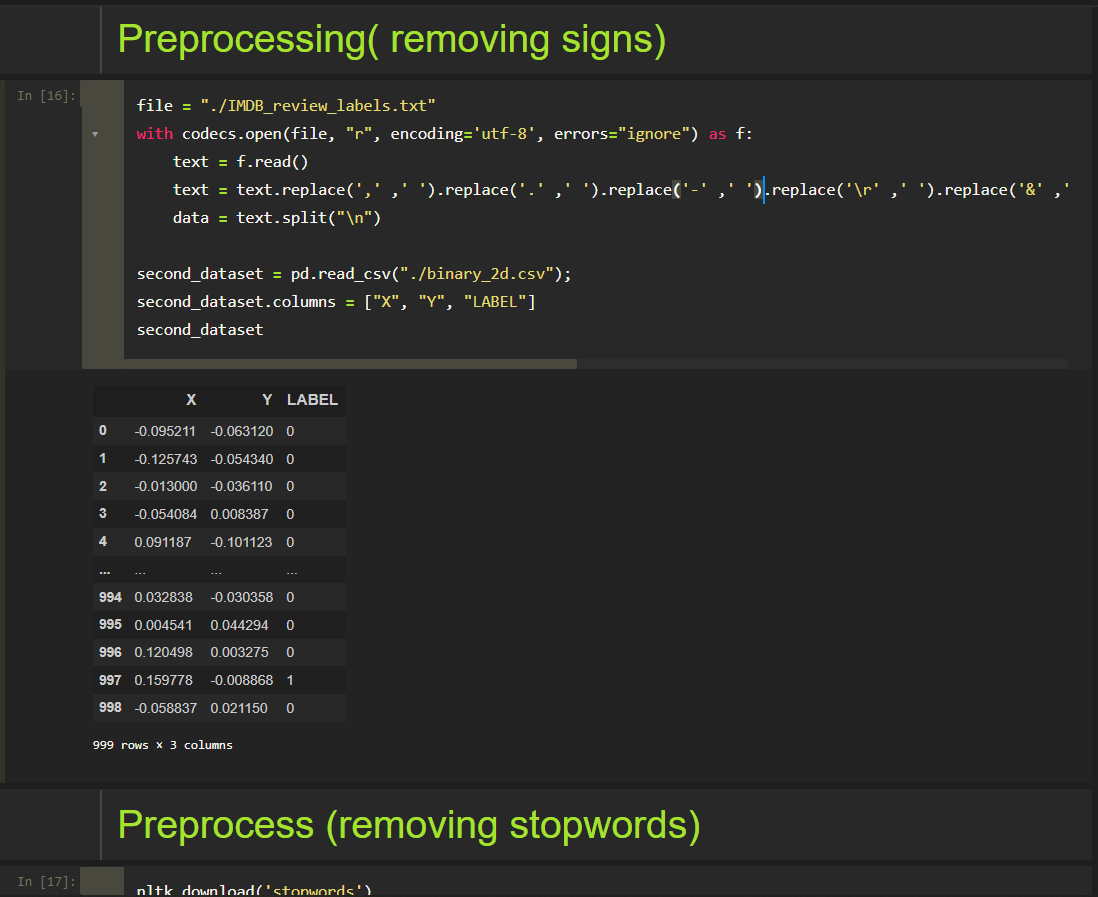 Preprocessing( removing signs)
In [16]:
file = "./IMDB_review_labels.txt"
with codecs.open(file, "r", encoding='utf-8', errors="ignore") as f:
    text = f.read()
    text = text.replace(',' ,' ').replace('.' ,' ').replace('-' ,' ').replace('\r' ,' ').replace('&' ,'
    data = text.split("\n")
second_dataset = pd.read_csv("./binary_2d.csv");
second_dataset.columns = ["X", "Y", "LABEL"]
second_dataset
X Y LABEL
0 -0.095211 -0.063120 0
1 -0.125743 -0.054340 0
2 -0.013000 -0.036110 0
3 -0.054084 0.008387 0
4 0.091187 -0.101123 0
... ... ... ...
994 0.032838 -0.030358 0
995 0.004541 0.044294 0
996 0.120498 0.003275 0
997 0.159778 -0.008868 1
998 -0.058837 0.021150 0
999 rows × 3 columns
Preprocess (removing stopwords)
In [17]:
nltk.download('stopwords')